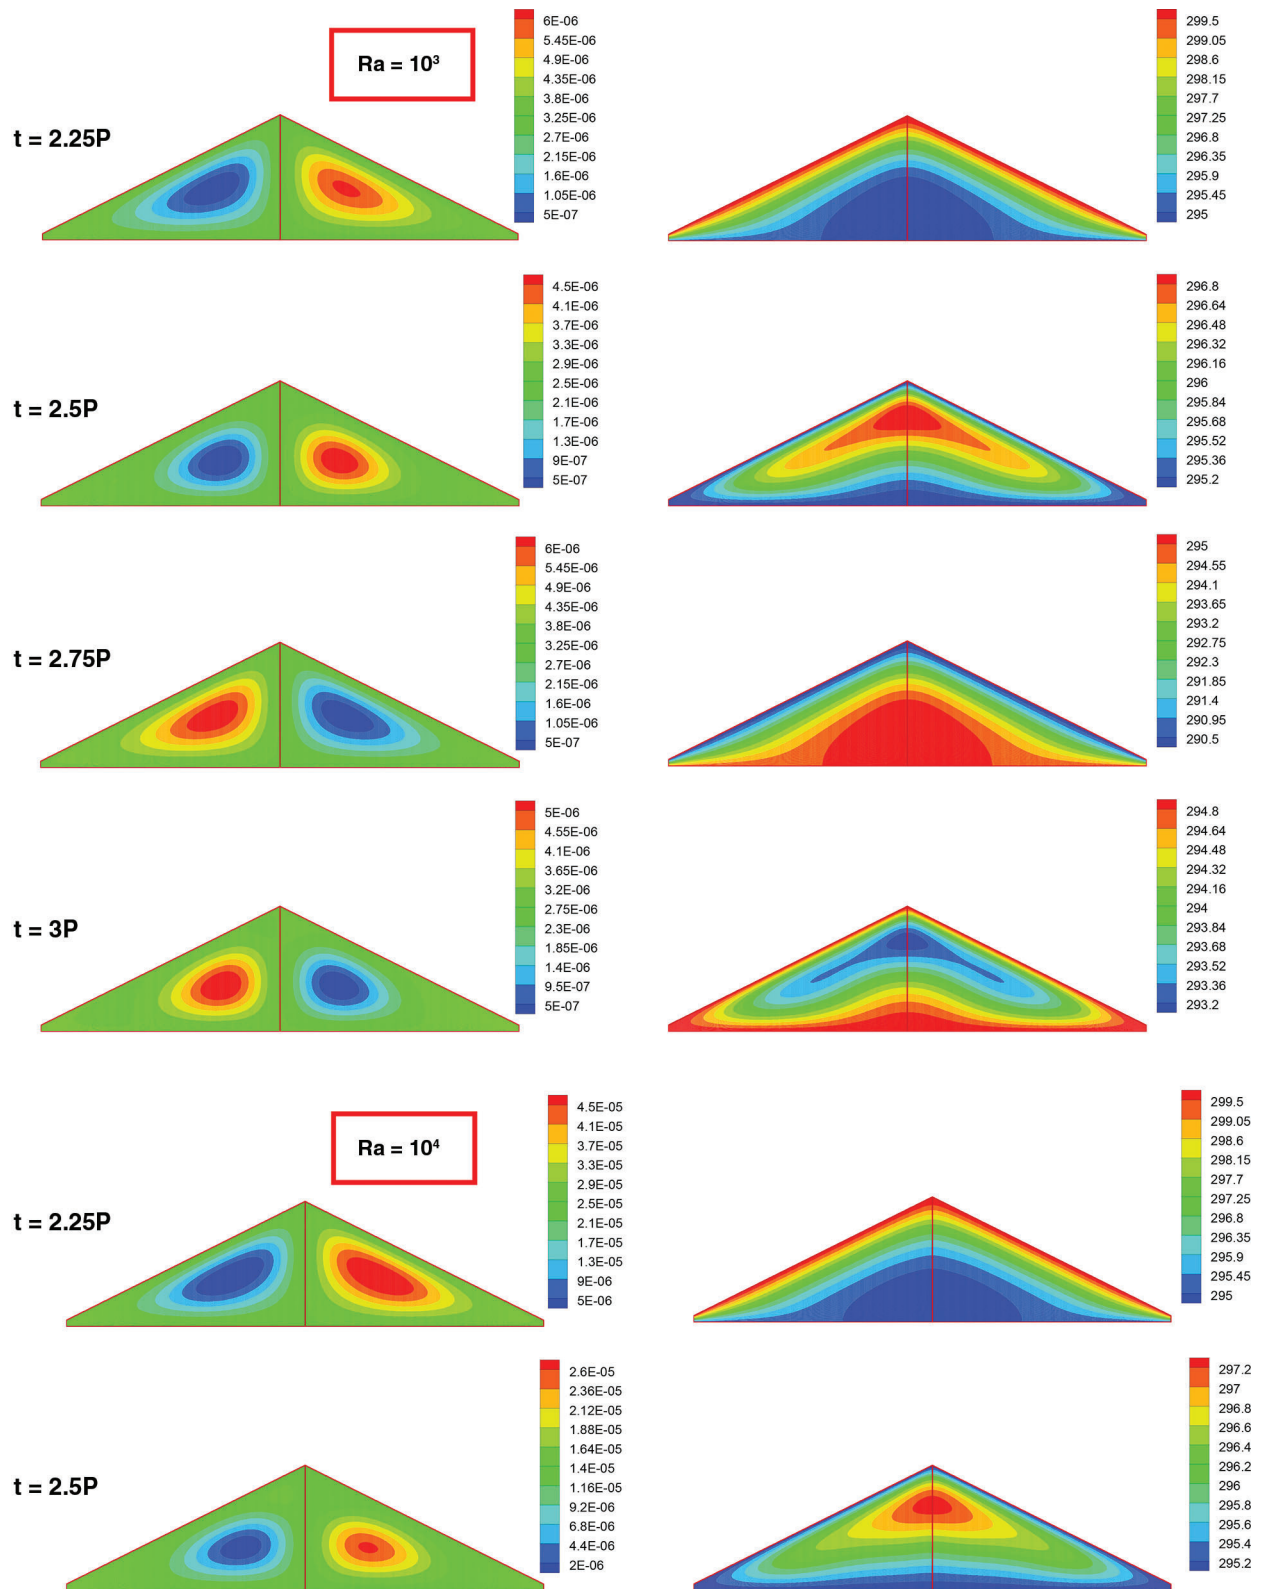 Ra = 10³
t = 2.25P
6E-06
5.45E-06
4.9E-06
4.35E-06
3.8E-06
3.25E-06
2.7E-06
2.15E-06
1.6E-06
1.05E-06
5E-07
299.5
299.05
298.6
298.15
297.7
297.25
296.8
296.35
295.9
295.45
295
t = 2.5P
4.5E-06
4.1E-06
3.7E-06
3.3E-06
2.9E-06
2.5E-06
2.1E-06
1.7E-06
1.3E-06
9E-07
5E-07
296.8
296.64
296.48
296.32
296.16
296
295.84
295.68
295.52
295.36
295.2
t = 2.75P
6E-06
5.45E-06
4.9E-06
4.35E-06
3.8E-06
3.25E-06
2.7E-06
2.15E-06
1.6E-06
1.05E-06
5E-07
295
294.55
294.1
293.65
293.2
292.75
292.3
291.85
291.4
290.95
290.5
t = 3P
5E-06
4.55E-06
4.1E-06
3.65E-06
3.2E-06
2.75E-06
2.3E-06
1.85E-06
1.4E-06
9.5E-07
5E-07
294.8
294.64
294.48
294.32
294.16
294
293.84
293.68
293.52
293.36
293.2
Ra = 10⁴
t = 2.25P
4.5E-05
4.1E-05
3.7E-05
3.3E-05
2.9E-05
2.5E-05
2.1E-05
1.7E-05
1.3E-05
9E-06
5E-06
299.5
299.05
298.6
298.15
297.7
297.25
296.8
296.35
295.9
295.45
295
t = 2.5P
2.6E-05
2.36E-05
2.12E-05
1.88E-05
1.64E-05
1.4E-05
1.16E-05
9.2E-06
6.8E-06
4.4E-06
2E-06
297.2
297
296.8
296.6
296.4
296.2
296
295.8
295.6
295.4
295.2